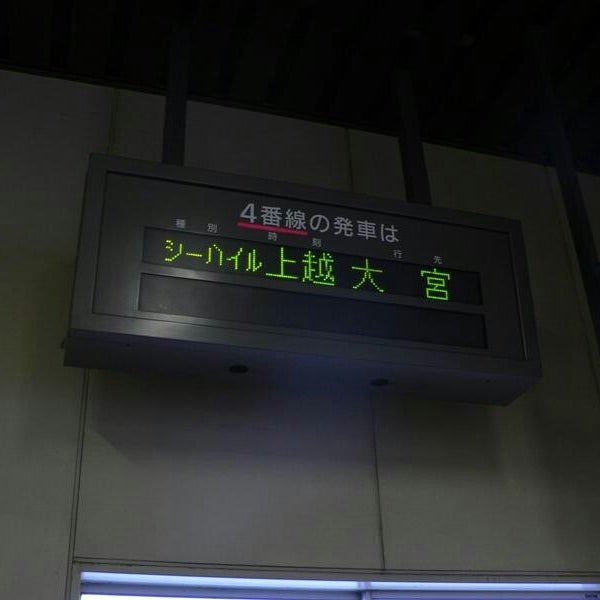 4番線の発車は
種別 時刻 行先
シーハイル上越 大宮